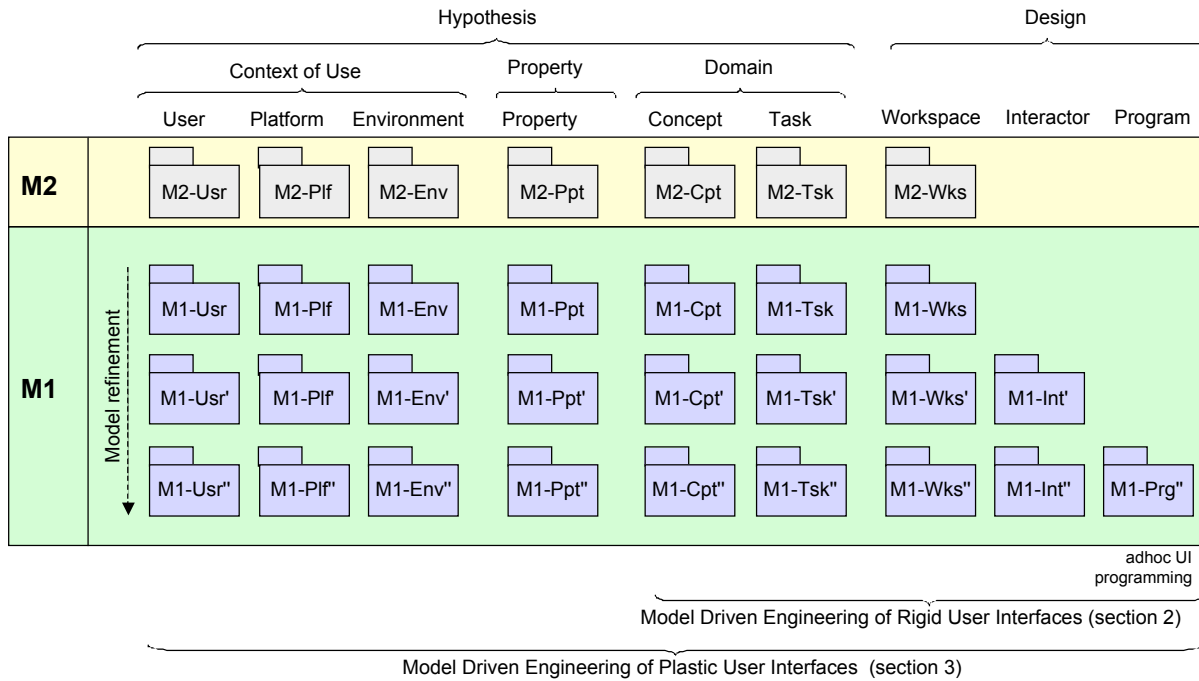 Hypothesis Design
Context of Use Property Domain
User Platform Environment Property Concept Task Workspace Interactor Program
M2 M2-Usr M2-Plf M2-Env M2-Ppt M2-Cpt M2-Tsk M2-Wks
M1-Usr M1-Plf M1-Env M1-Ppt M1-Cpt M1-Tsk M1-Wks
M1
Model refinement
M1-Usr' M1-Plf' M1-Env' M1-Ppt' M1-Cpt' M1-Tsk' M1-Wks' M1-Int'
M1-Usr" M1-Plf" M1-Env" M1-Ppt" M1-Cpt" M1-Tsk" M1-Wks" M1-Int" M1-Prg"
adhoc UI
programming
Model Driven Engineering of Rigid User Interfaces (section 2)
Model Driven Engineering of Plastic User Interfaces (section 3)